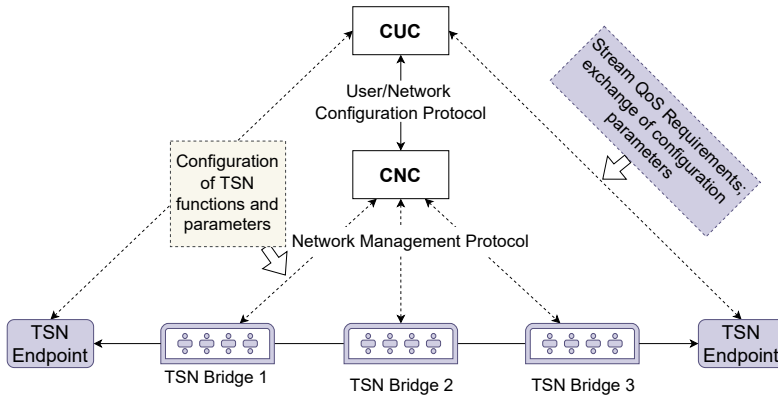 CUC
User/Network
Configuration Protocol
Stream QoS Requirements;
exchange of configuration
parameters
Configuration
of TSN
functions and
parameters
CNC
Network Management Protocol
TSN
Endpoint
TSN Bridge 1
TSN Bridge 2
TSN Bridge 3
TSN
Endpoint